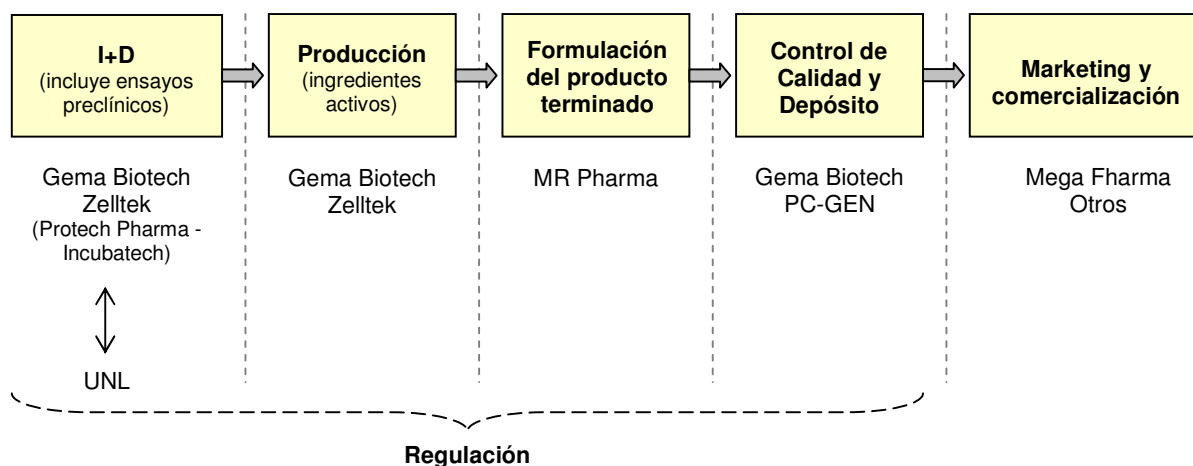 I+D
(incluye ensayos
preclínicos)
Producción
(ingredientes
activos)
Formulación
del producto
terminado
Control de
Calidad y
Depósito
Marketing y
comercialización
Gema Biotech
Zelltek
(Protech Pharma -
Incubatech)
Gema Biotech
Zelltek
MR Pharma
Gema Biotech
PC-GEN
Mega Fharma
Otros
UNL
Regulación